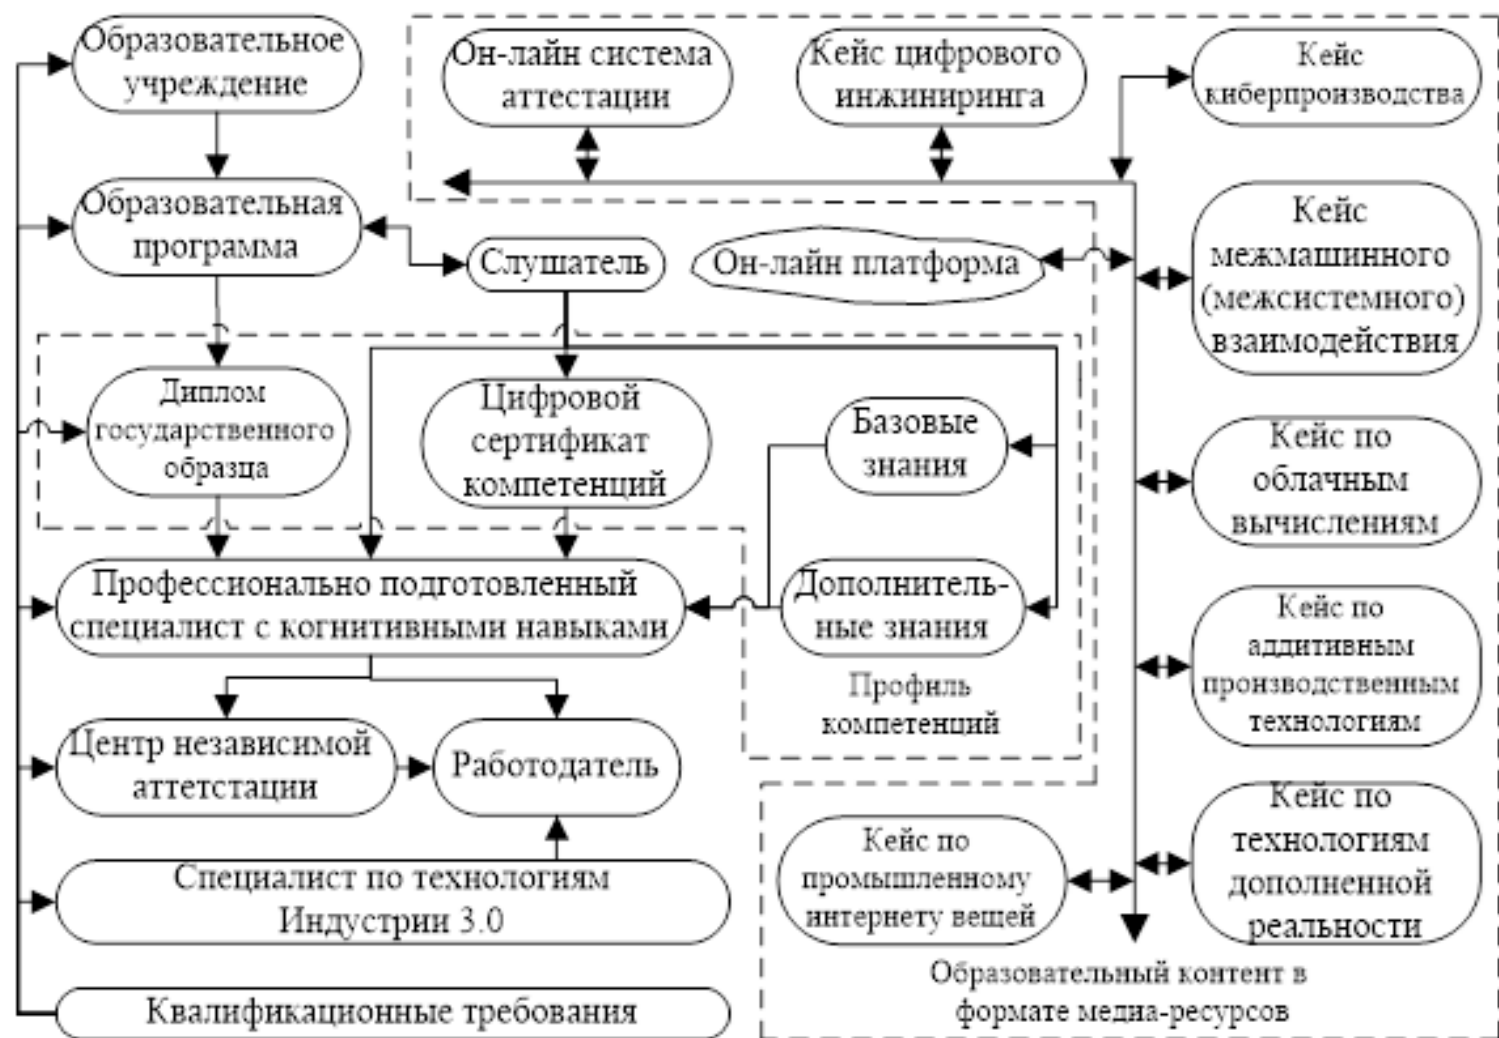 Образовательное
учреждение
Он-лайн система
аттестации
Кейс цифрового
инжиниринга
Кейс
киберпроизводства
Образовательная
программа
Слушатель
Он-лайн платформа
Кейс
межмашинного
(межсистемного)
взаимодействия
Диплом
государственного
образца
Цифровой
сертификат
компетенций
Базовые
знания
Кейс по
облачным
вычислениям
Профессионально подготовленный
специалист с когнитивными навыками
Дополнитель-
ные знания
Профиль
компетенций
Кейс по
аддитивным
производственным
технологиям
Центр независимой
аттетстации
Работодатель
Кейс по
технологиям
дополненной
реальности
Кейс по
промышленному
интернету вещей
Специалист по технологиям
Индустрии 3.0
Образовательный контент в
формате медиа-ресурсов
Квалификационные требования